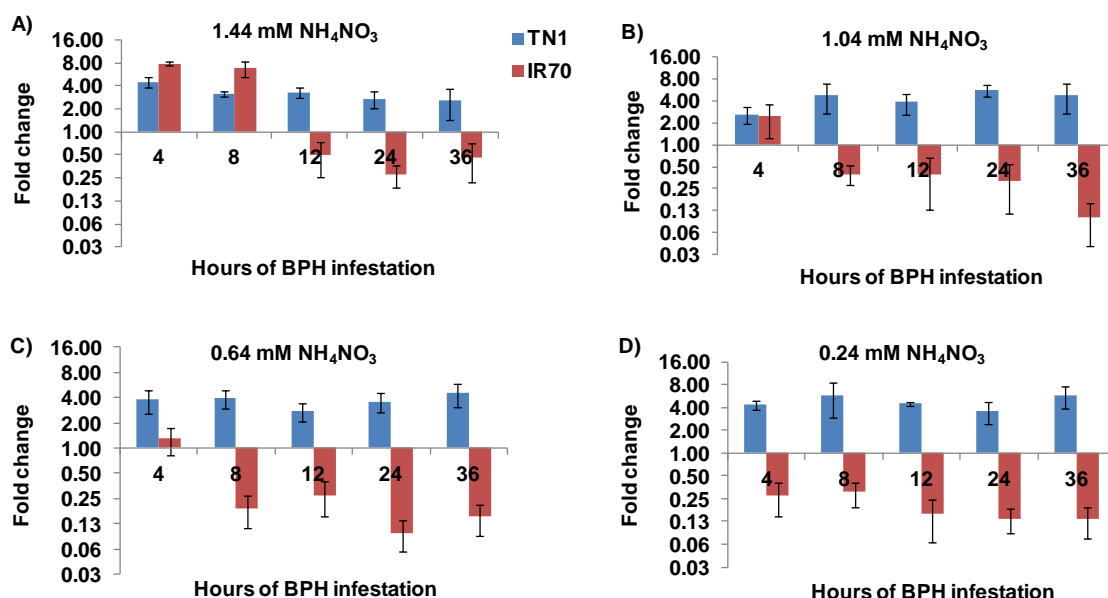 A)
1.44 mM NH₄NO₃
Fold change
16.00
8.00
4.00
2.00
1.00
0.50
0.25
0.13
0.06
0.03
4 8 12 24 36
Hours of BPH infestation
TN1
IR70
B)
1.04 mM NH₄NO₃
Fold change
16.00
8.00
4.00
2.00
1.00
0.50
0.25
0.13
0.06
0.03
4 8 12 24 36
Hours of BPH infestation
C)
0.64 mM NH₄NO₃
Fold change
16.00
8.00
4.00
2.00
1.00
0.50
0.25
0.13
0.06
0.03
4 8 12 24 36
Hours of BPH infestation
D)
0.24 mM NH₄NO₃
Fold change
16.00
8.00
4.00
2.00
1.00
0.50
0.25
0.13
0.06
0.03
4 8 12 24 36
Hours of BPH infestation